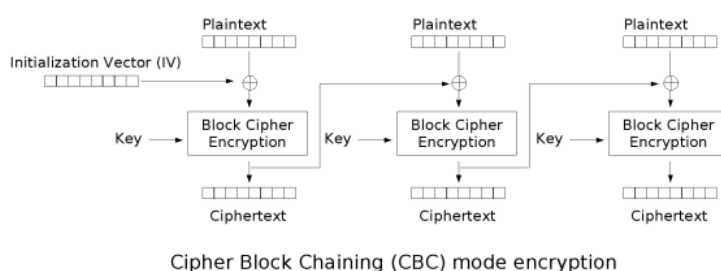 Plaintext Plaintext Plaintext
Initialization Vector (IV)
Key Block Cipher Encryption Key Block Cipher Encryption Key Block Cipher Encryption
Ciphertext Ciphertext Ciphertext
Cipher Block Chaining (CBC) mode encryption